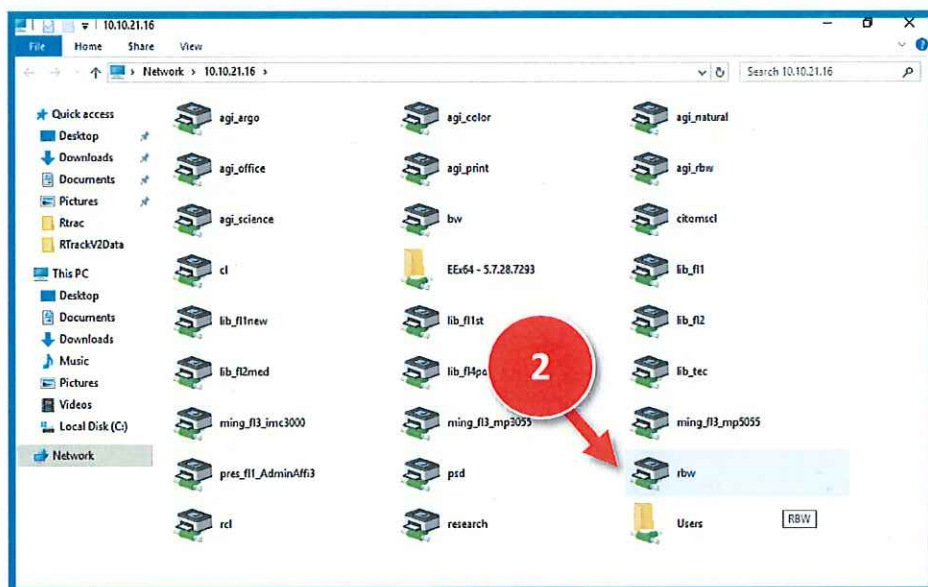 10.10.21.16
File Home Share View
Network > 10.10.21.16 >
Search 10.10.21.16
Quick access
Desktop
Downloads
Documents
Pictures
Rtrac
RTrackV2Data
This PC
Desktop
Documents
Downloads
Music
Pictures
Videos
Local Disk (C:)
Network
agi_argo agi_color agi_natural
agi_office agi_print agi_rbw
agi_science bw citomscl
cl EEx64 - 5.7.28.7293 lib_fl1
lib_fl1new lib_fl1st lib_fl2
lib_fl2med lib_tec
ming_fl3_imc3000 ming_fl3_mp3055 ming_fl3_mp5055
pres_fl1_AdminAffi3 psd rbw
rcl research Users
RBW
2